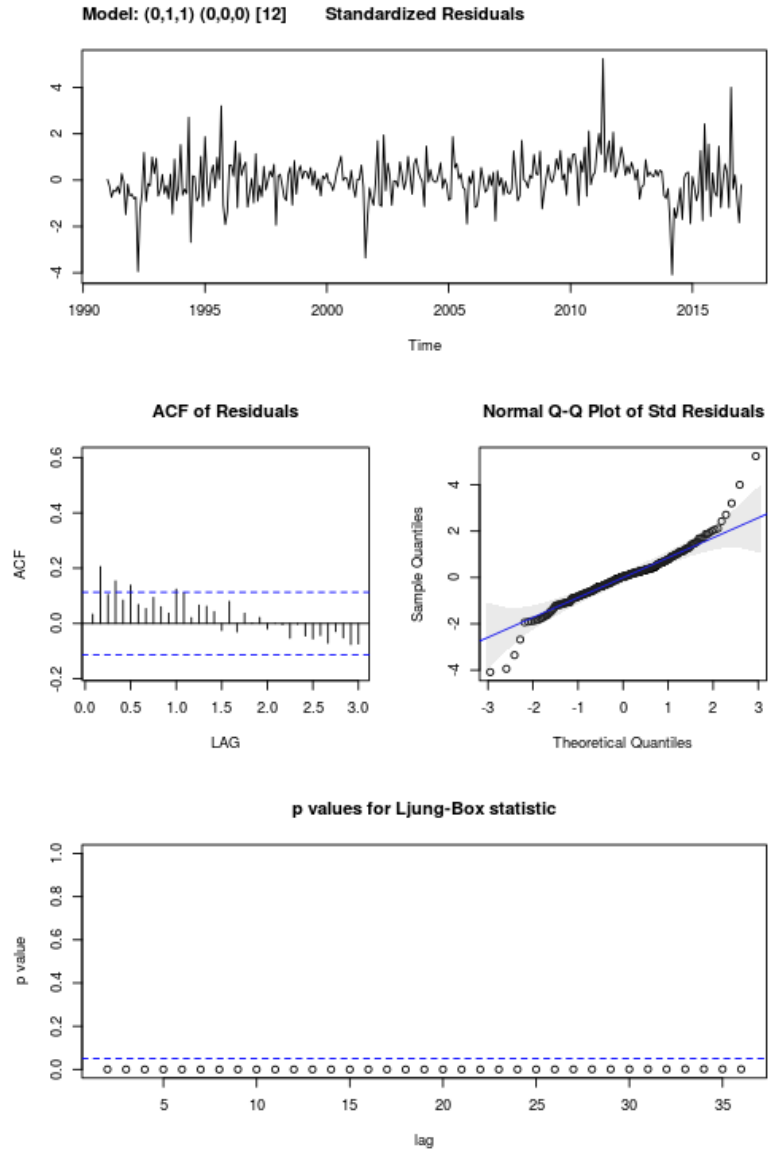 Model: (0,1,1) (0,0,0) [12] Standardized Residuals
4
2
0
-2
-4
1990 1995 2000 2005 2010 2015
Time
ACF of Residuals
0.6
0.4
0.2
0.0
-0.2
ACF
0.0 0.5 1.0 1.5 2.0 2.5 3.0
LAG
Normal Q-Q Plot of Std Residuals
Sample Quantiles
4
2
0
-2
-4
-3 -2 -1 0 1 2 3
Theoretical Quantiles
p values for Ljung-Box statistic
p value
1.0
0.8
0.6
0.4
0.2
0.0
5 10 15 20 25 30 35
lag